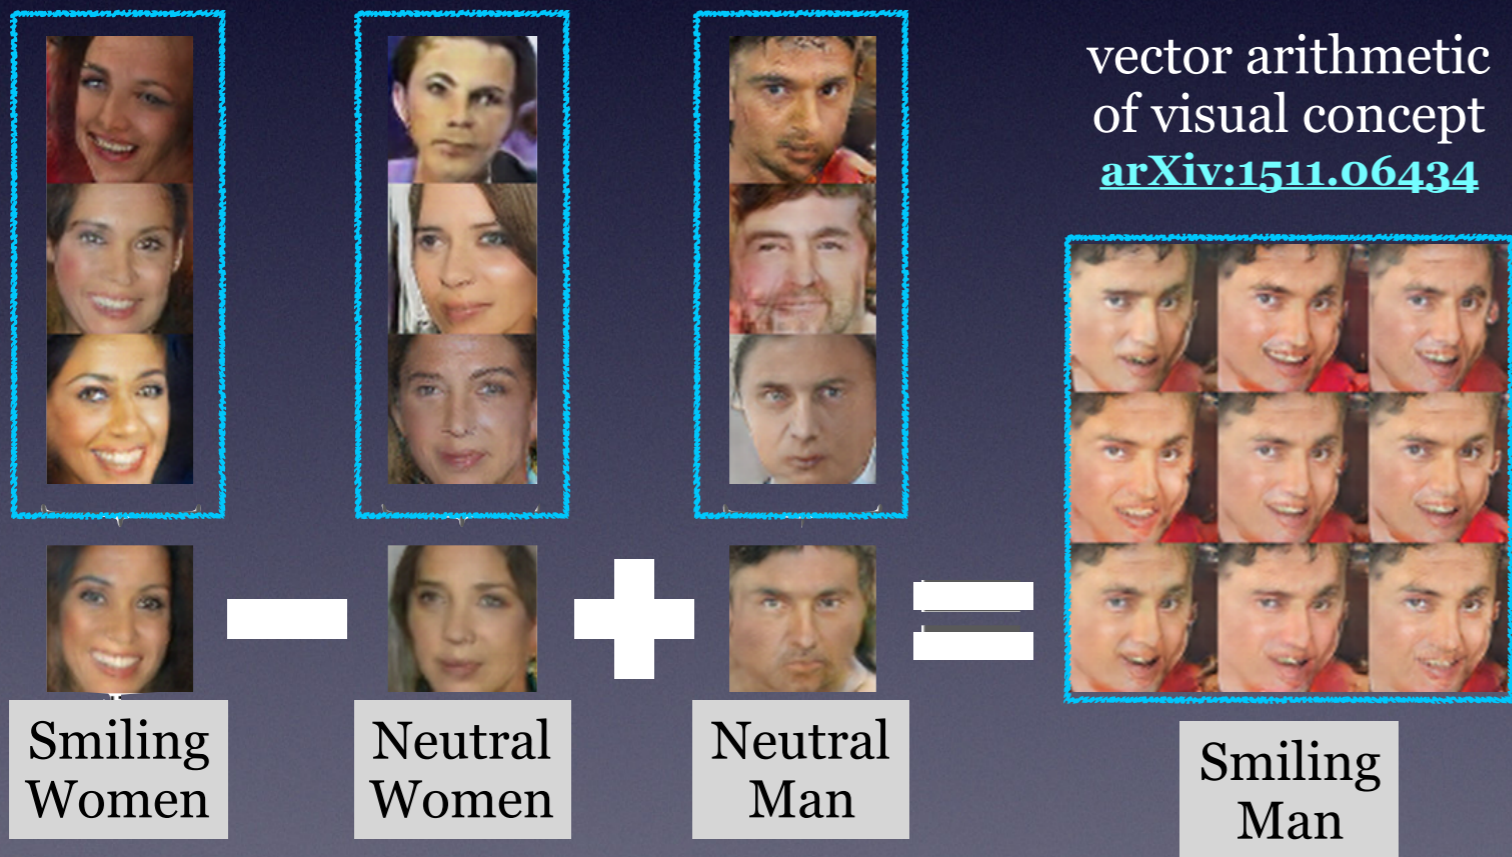 vector arithmetic
of visual concept
arXiv:1511.06434
Smiling
Women
Neutral
Women
Neutral
Man
Smiling
Man